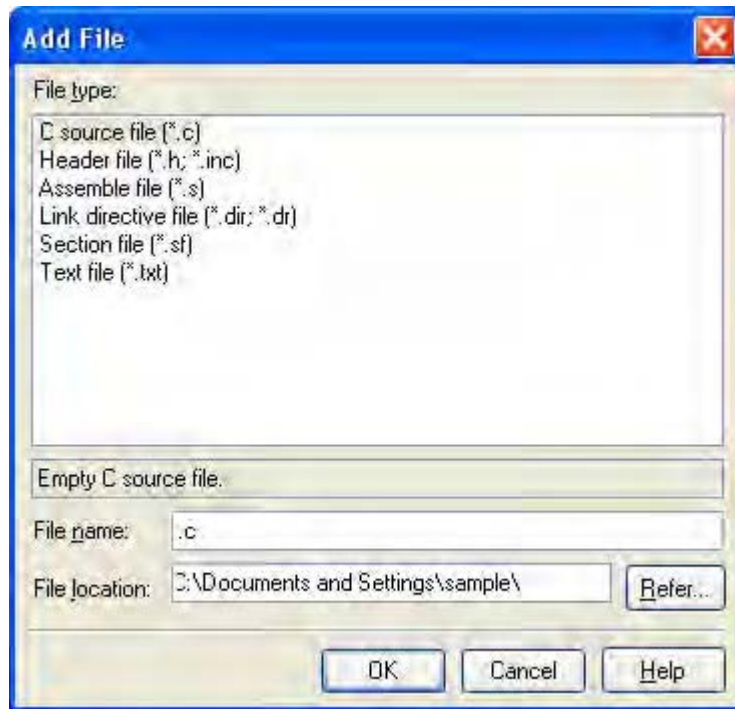 Add File
File type:
C source file (*.c)
Header file (*.h; *.inc)
Assemble file (*.s)
Link directive file (*.dir; *.dr)
Section file (*.sf)
Text file (*.txt)
Empty C source file.
File name: .c
File location: C:\Documents and Settings\sample\ Refer...
OK Cancel Help